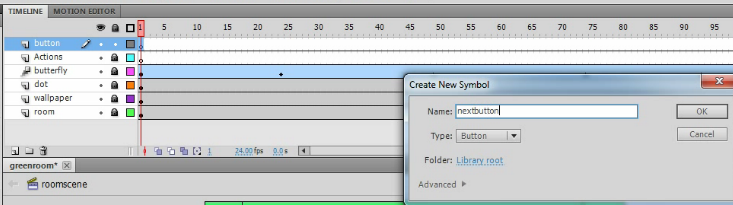 TIMELINE MOTION EDITOR
1 5 10 15 20 25 30 35 40 45 50 55 60 65 70 75 80 85 90 95
button
Actions
butterfly
dot
wallpaper
room
1 24.00 fps 0.0 s
greenroom*
roomscene
Create New Symbol
Name: nextbutton OK
Type: Button Cancel
Folder: Library root
Advanced